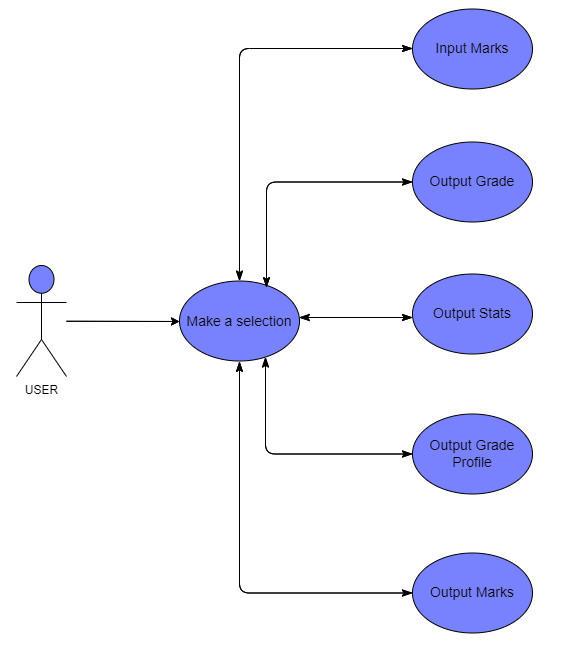 Input Marks
Output Grade
Make a selection
Output Stats
USER
Output Grade
Profile
Output Marks